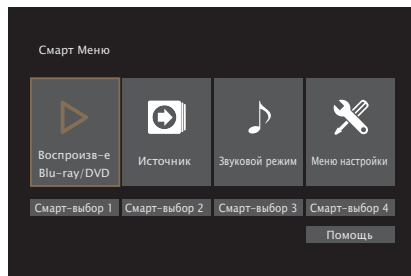 Смарт Меню
Воспроизв-е
Blu-ray/DVD
Источник
Звуковой режим
Меню настройки
Смарт-выбор 1
Смарт-выбор 2
Смарт-выбор 3
Смарт-выбор 4
Помощь